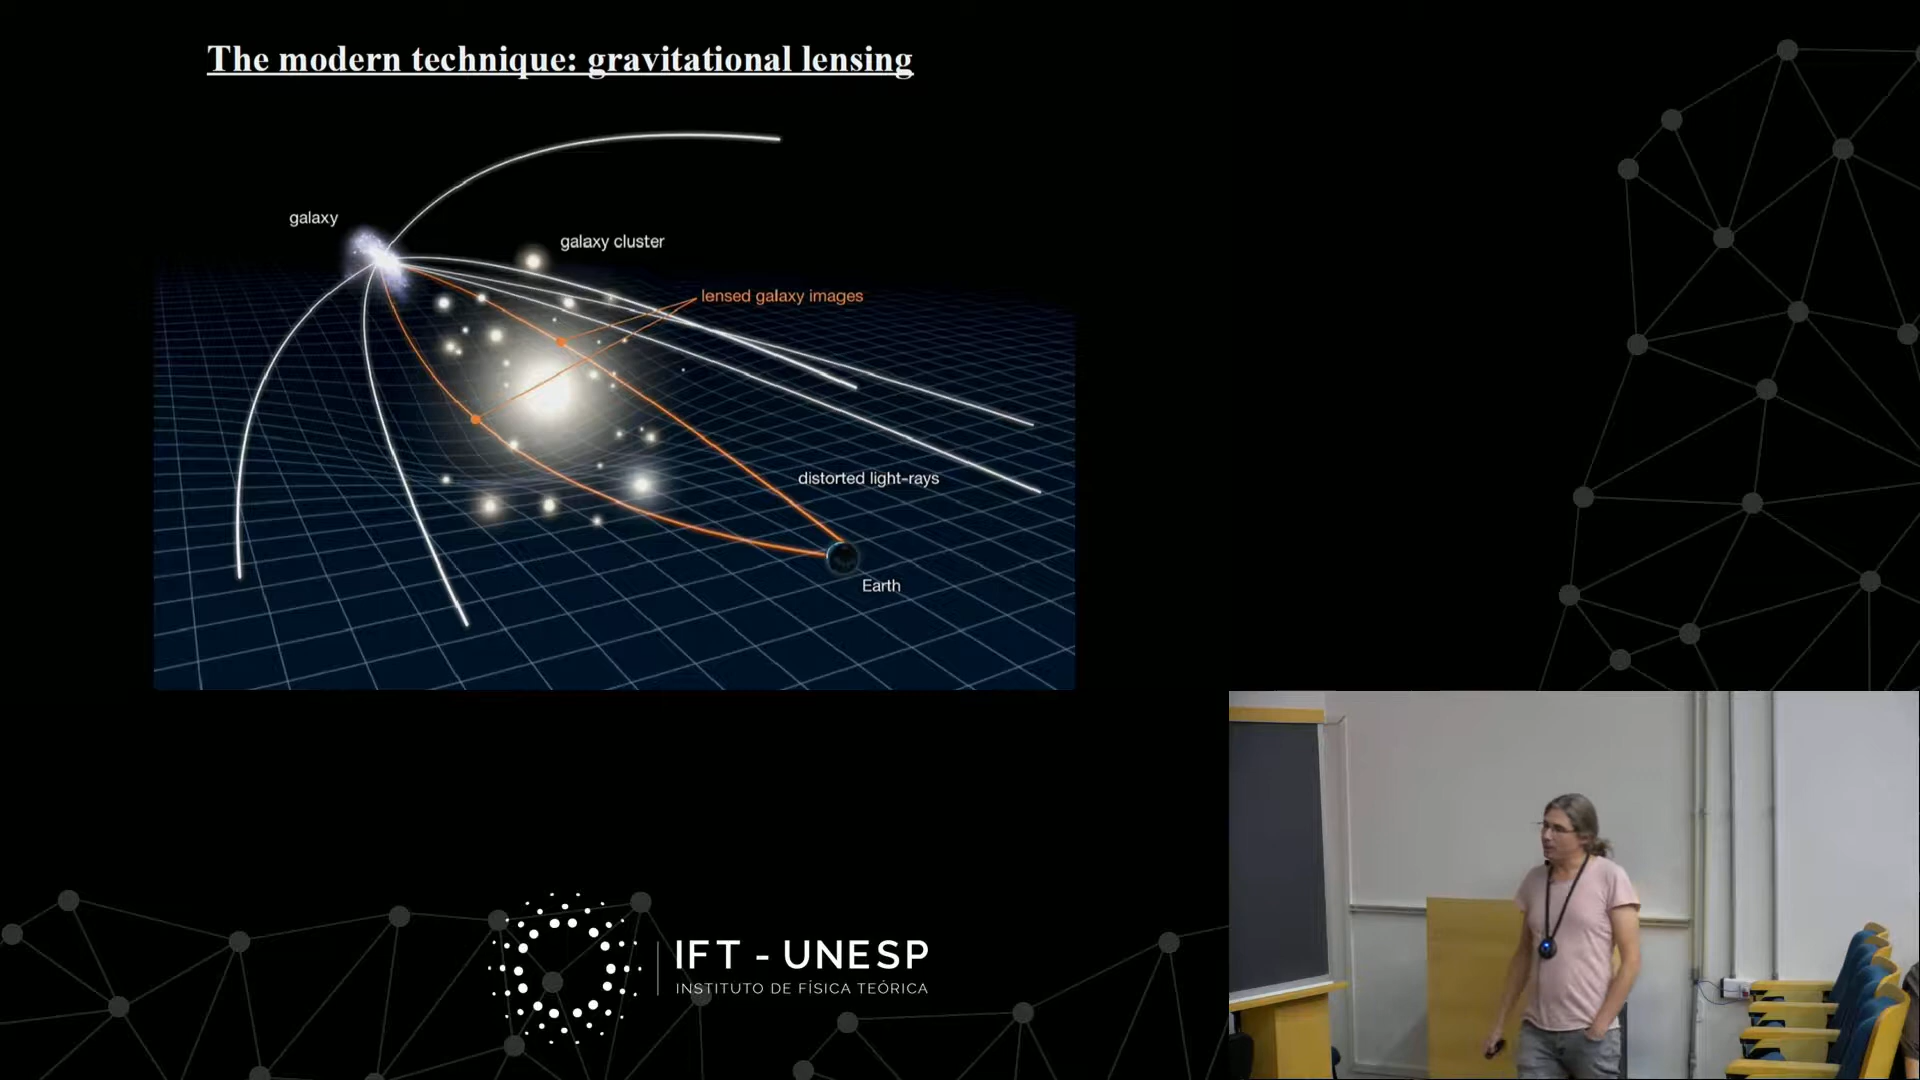 The modern technique: gravitational lensing
galaxy
galaxy cluster
lensed galaxy images
distorted light-rays
Earth
IFT - UNESP
INSTITUTO DE FÍSICA TEÓRICA